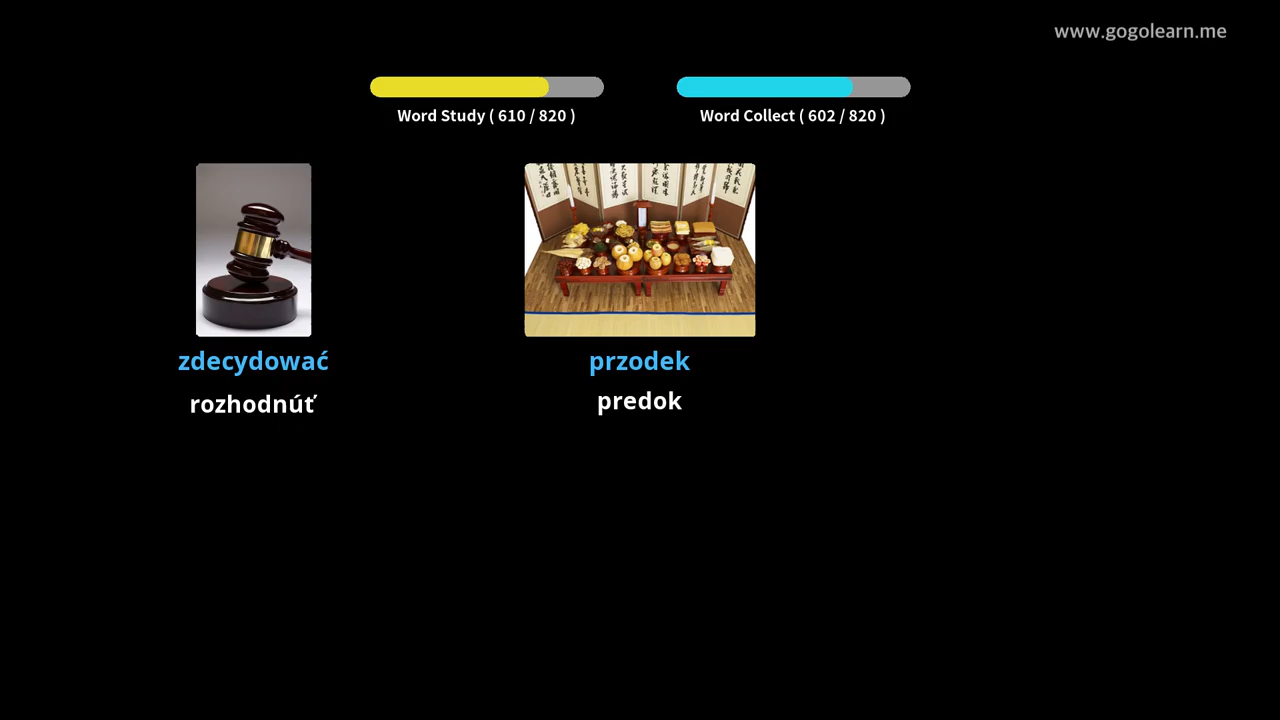 www.gogolearn.me
Word Study ( 610 / 820 )
Word Collect ( 602 / 820 )
zdecydować
przodek
rozhodnúť
predok